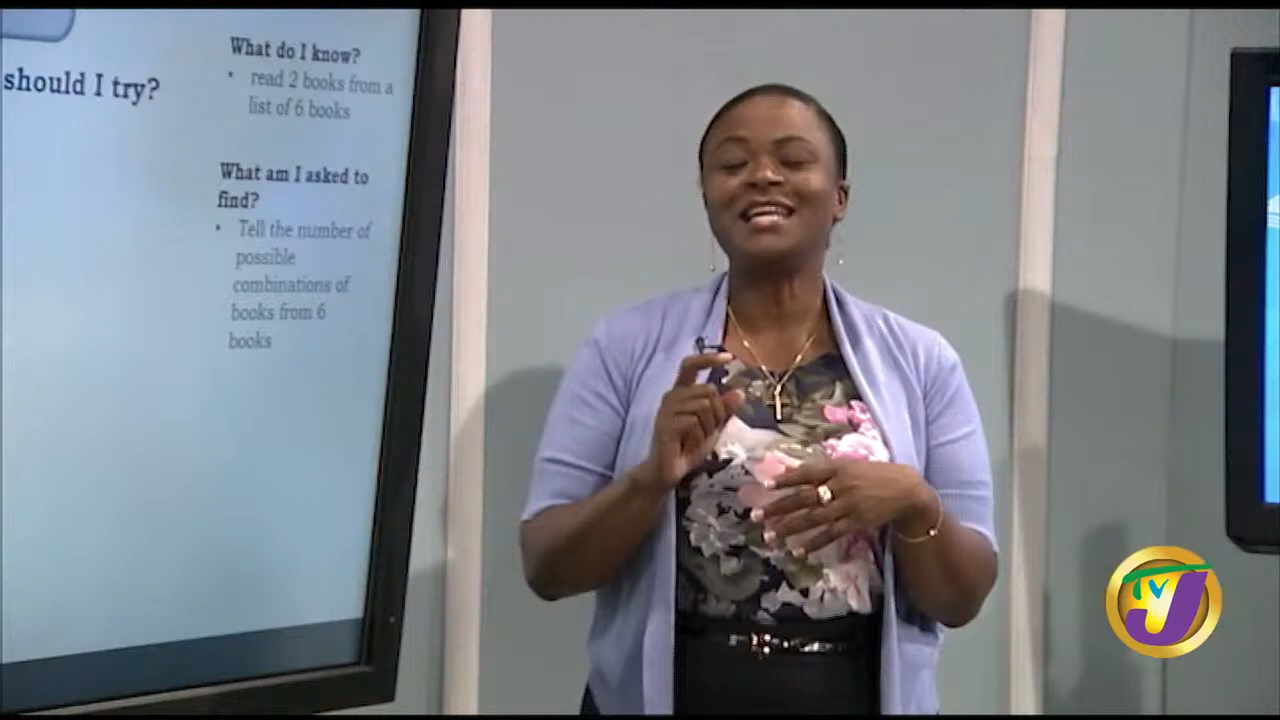 should I try?
What do I know?
• read 2 books from a
list of 6 books
What am I asked to
find?
• Tell the number of
possible
combinations of
books from 6
books
TVJ